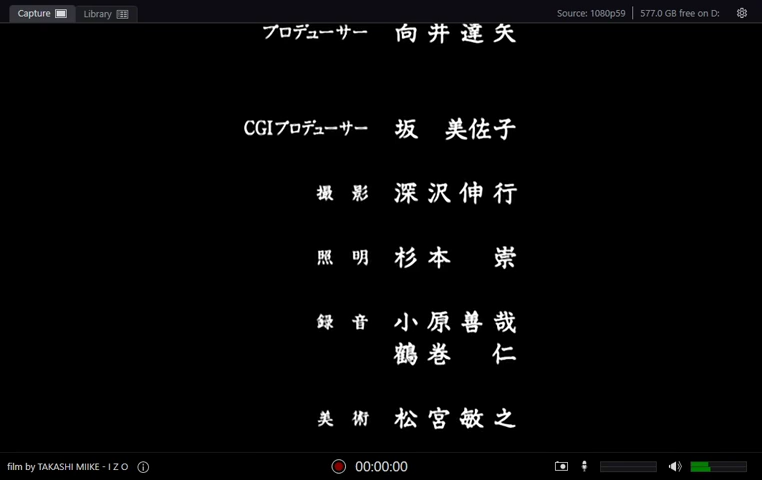 Capture
Library
Source: 1080p59
577.0 GB free on D:
プロデューサー 向井達矢
CGIプロデューサー 坂 美佐子
撮影 深沢伸行
照明 杉本 崇
録音 小原善哉
鶴巻 仁
美術 松宮敏之
film by TAKASHI MIIKE - I Z O
00:00:00